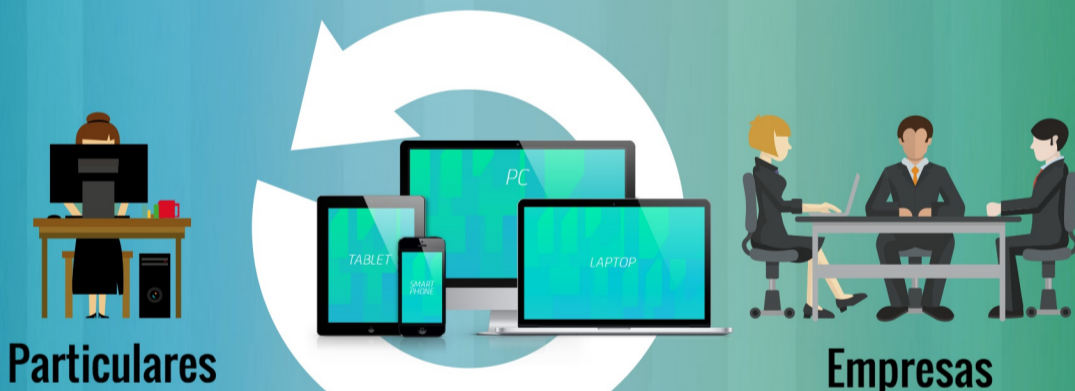 PC
TABLET
SMART
PHONE
LAPTOP
Particulares
Empresas